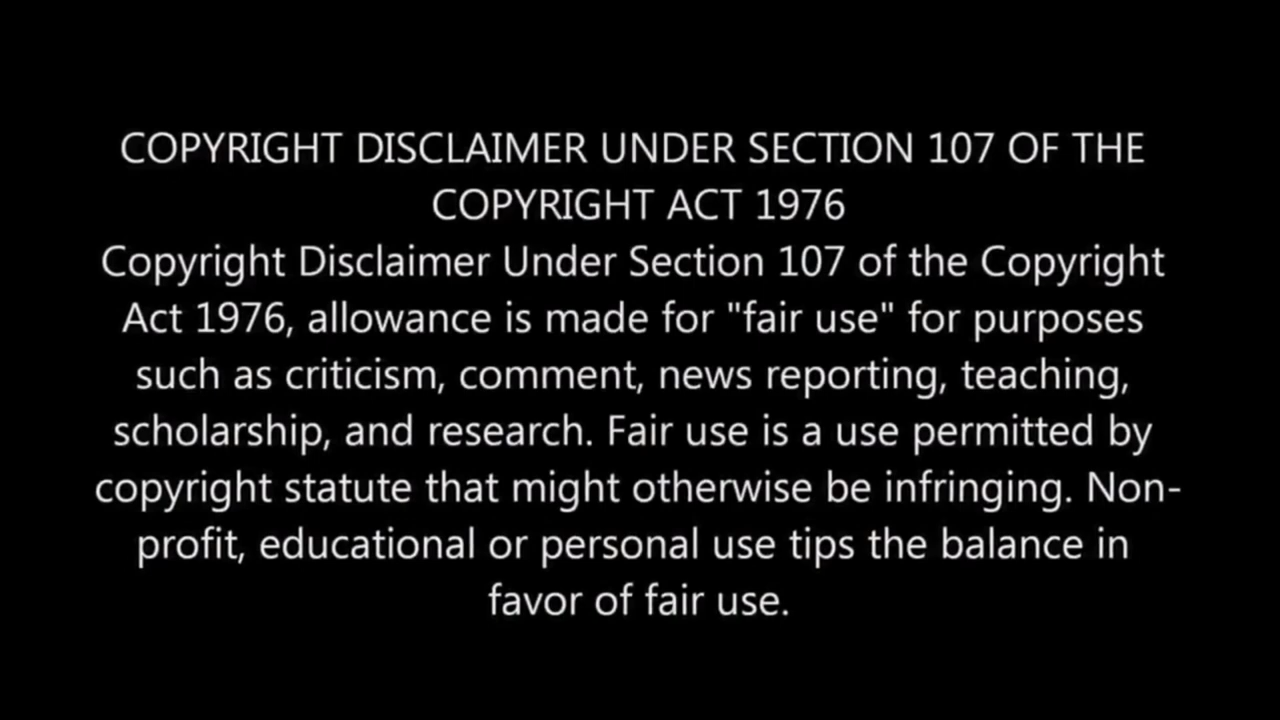 COPYRIGHT DISCLAIMER UNDER SECTION 107 OF THE
COPYRIGHT ACT 1976
Copyright Disclaimer Under Section 107 of the Copyright
Act 1976, allowance is made for "fair use" for purposes
such as criticism, comment, news reporting, teaching,
scholarship, and research. Fair use is a use permitted by
copyright statute that might otherwise be infringing. Non-
profit, educational or personal use tips the balance in
favor of fair use.